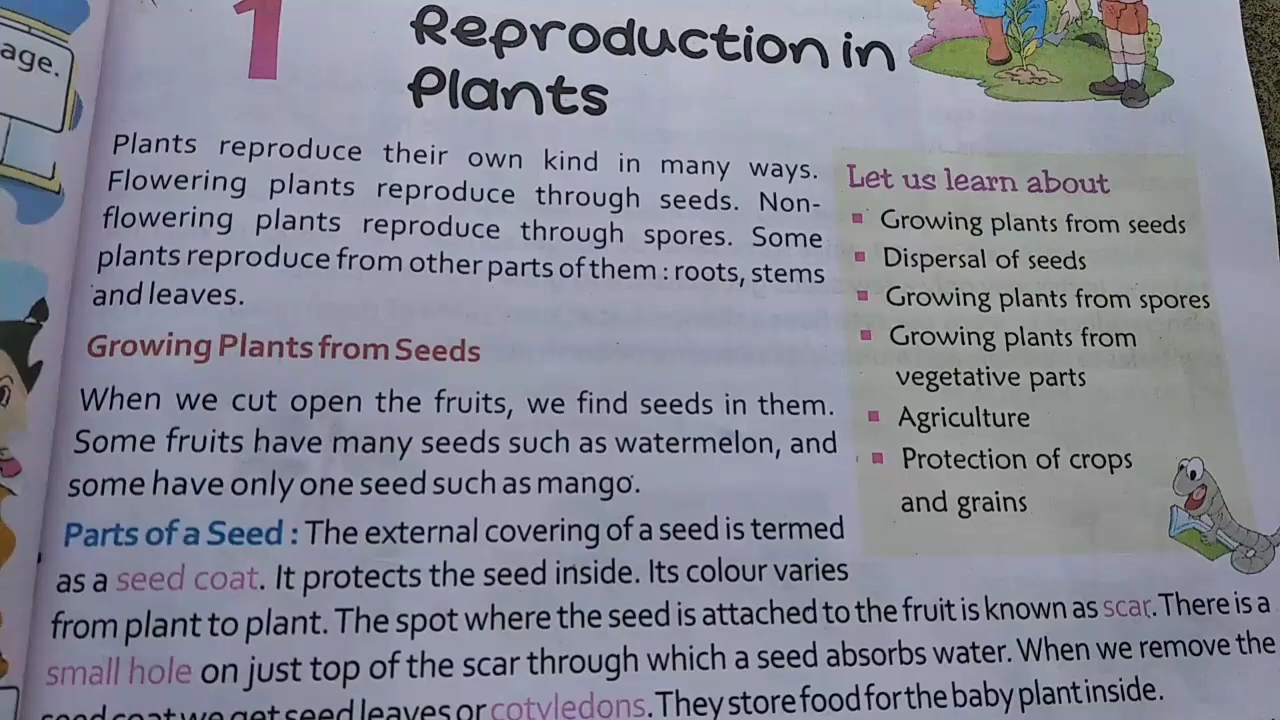 age.
1
Reproduction in
Plants
Plants reproduce their own kind in many ways.
Flowering plants reproduce through seeds. Non-
flowering plants reproduce through spores. Some
plants reproduce from other parts of them : roots, stems
and leaves.
Let us learn about
Growing plants from seeds
Dispersal of seeds
Growing plants from spores
Growing plants from
vegetative parts
Agriculture
Protection of crops
and grains
Growing Plants from Seeds
When we cut open the fruits, we find seeds in them.
Some fruits have many seeds such as watermelon, and
some have only one seed such as mango.
Parts of a Seed : The external covering of a seed is termed
as a seed coat. It protects the seed inside. Its colour varies
from plant to plant. The spot where the seed is attached to the fruit is known as scar. There is a
small hole on just top of the scar through which a seed absorbs water. When we remove the
seed coat we get seed leaves or cotyledons. They store food for the baby plant inside.